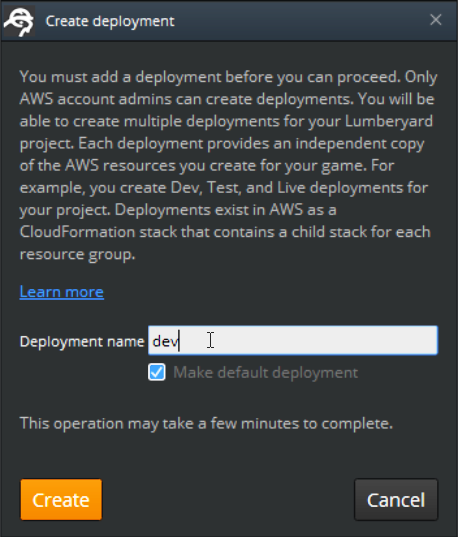 Create deployment
You must add a deployment before you can proceed. Only
AWS account admins can create deployments. You will be
able to create multiple deployments for your Lumberyard
project. Each deployment provides an independent copy
of the AWS resources you create for your game. For
example, you create Dev, Test, and Live deployments for
your project. Deployments exist in AWS as a
CloudFormation stack that contains a child stack for each
resource group.
Learn more
Deployment name dev
Make default deployment
This operation may take a few minutes to complete.
Create Cancel